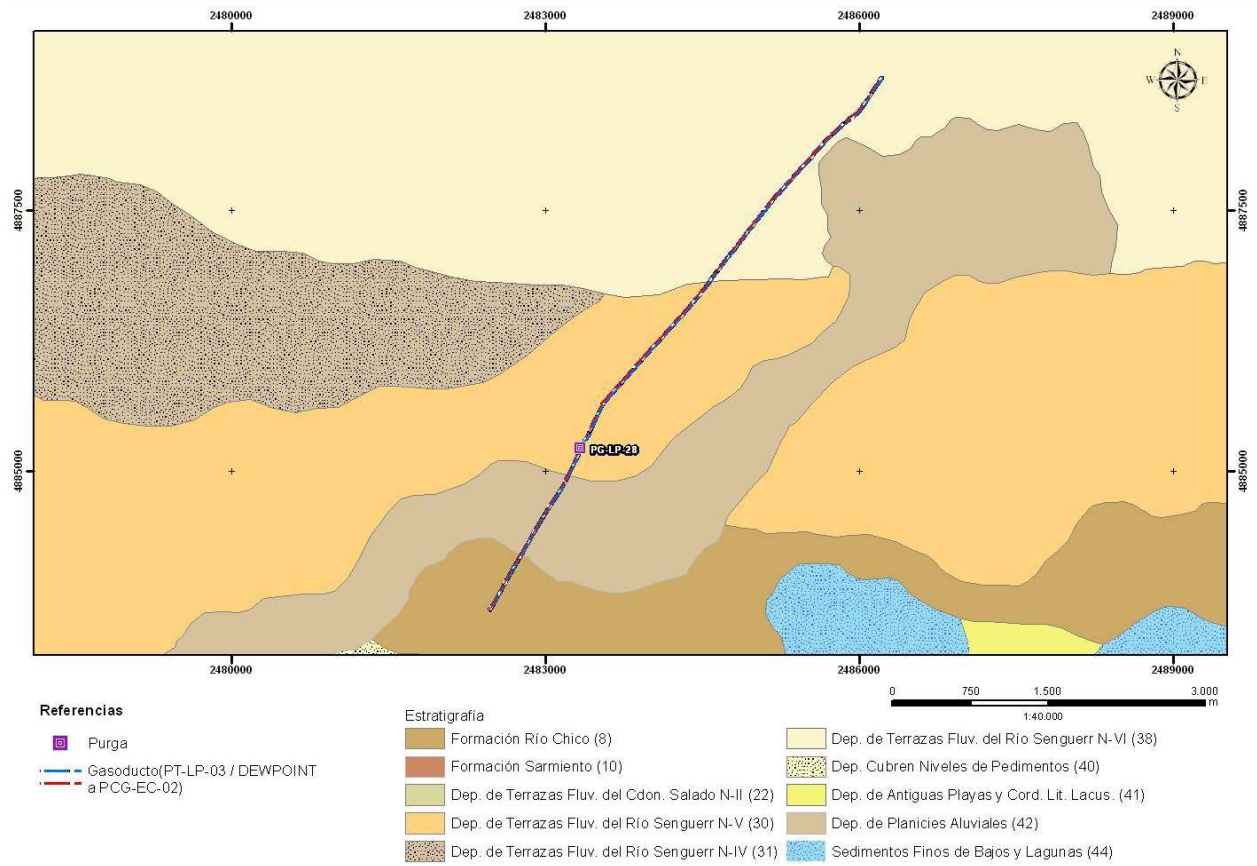 2480000 2483000 2486000 2489000
N
W E
S
4887500 4887500
PG-LP-28
4885000 4885000
2480000 2483000 2486000 2489000
0 750 1.500 3.000
m
1:40.000
Referencias
Purga
Gasoducto(PT-LP-03 / DEWPOINT
a PCG-EC-02)
Estratigrafía
Formación Río Chico (8)
Formación Sarmiento (10)
Dep. de Terrazas Fluv. del Cdon. Salado N-II (22)
Dep. de Terrazas Fluv. del Río Senguerr N-V (30)
Dep. de Terrazas Fluv. del Río Senguerr N-IV (31)
Dep. de Terrazas Fluv. del Río Senguerr N-VI (38)
Dep. Cubren Niveles de Pedimentos (40)
Dep. de Antiguas Playas y Cord. Lit. Lacus. (41)
Dep. de Planicies Aluviales (42)
Sedimentos Finos de Bajos y Lagunas (44)